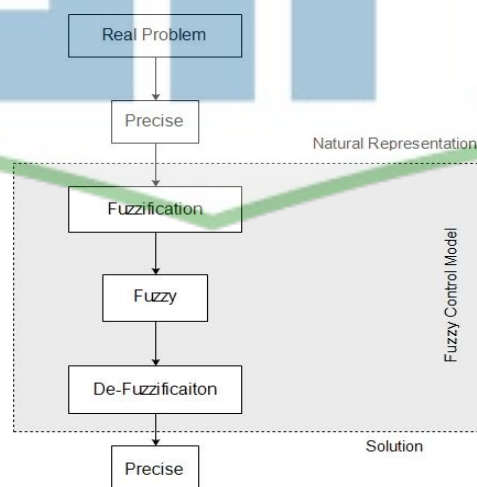 Real Problem
Precise
Natural Representation
Fuzzification
Fuzzy
Fuzzy Control Model
De-Fuzzificaiton
Solution
Precise